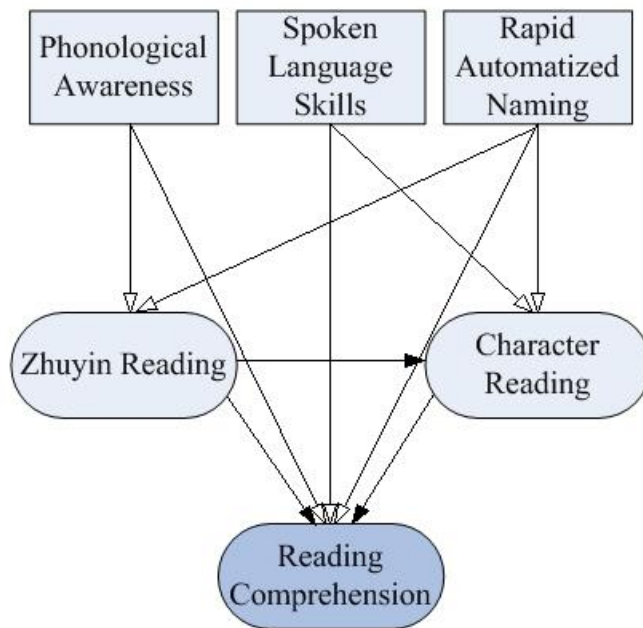 Phonological
Awareness
Spoken
Language
Skills
Rapid
Automatized
Naming
Zhuyin Reading
Character
Reading
Reading
Comprehension